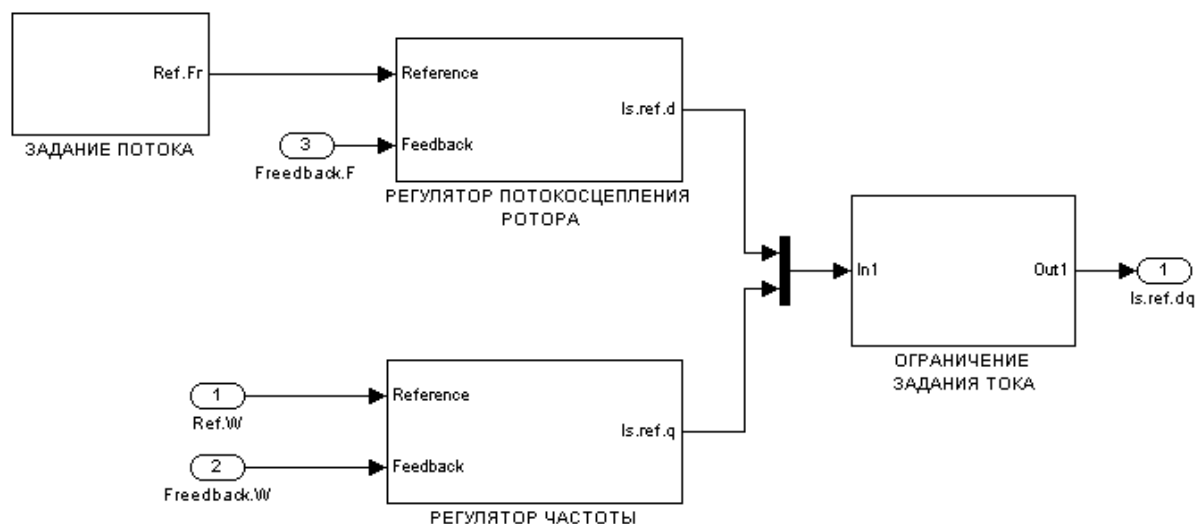 Ref.Fr
ЗАДАНИЕ ПОТОКА
Reference
Is.ref.d
3
Feedback
Freedback.F
РЕГУЛЯТОР ПОТОКОСЦЕПЛЕНИЯ
РОТОРА
In1
Out1
1
Is.ref.dq
ОГРАНИЧЕНИЕ
ЗАДАНИЯ ТОКА
1
Reference
Ref.W
Is.ref.q
2
Feedback
Freedback.W
РЕГУЛЯТОР ЧАСТОТЫ